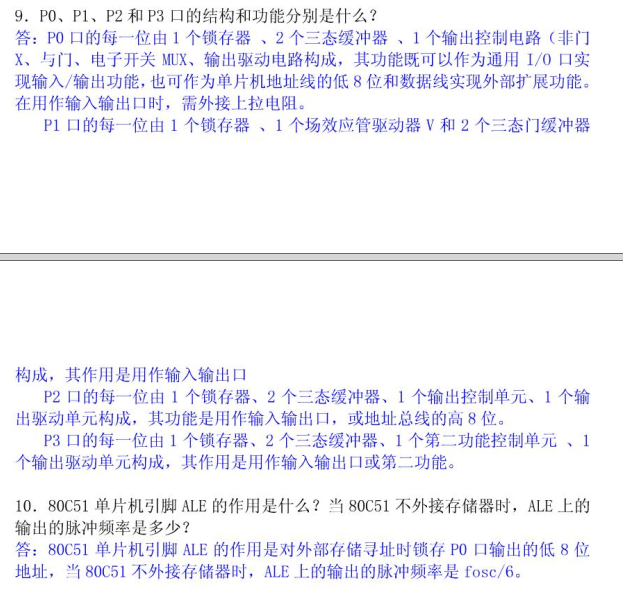 9．P0、P1、P2 和 P3 口的结构和功能分别是什么？
答：P0 口的每一位由 1 个锁存器 、2 个三态缓冲器 、1 个输出控制电路（非门
X、与门、电子开关 MUX、输出驱动电路构成，其功能既可以作为通用 I/O 口实
现输入/输出功能,也可作为单片机地址线的低 8 位和数据线实现外部扩展功能。
在用作输入输出口时，需外接上拉电阻。
P1 口的每一位由 1 个锁存器 、1 个场效应管驱动器 V 和 2 个三态门缓冲器
构成，其作用是用作输入输出口
P2 口的每一位由 1 个锁存器、2 个三态缓冲器、1 个输出控制单元、1 个输
出驱动单元构成，其功能是用作输入输出口，或地址总线的高 8 位。
P3 口的每一位由 1 个锁存器、2 个三态缓冲器、1 个第二功能控制单元 、1
个输出驱动单元构成，其作用是用作输入输出口或第二功能。
10．80C51 单片机引脚 ALE 的作用是什么？当 80C51 不外接存储器时，ALE 上的
输出的脉冲频率是多少？
答：80C51 单片机引脚 ALE 的作用是对外部存储寻址时锁存 P0 口输出的低 8 位
地址，当 80C51 不外接存储器时，ALE 上的输出的脉冲频率是 fosc/6。